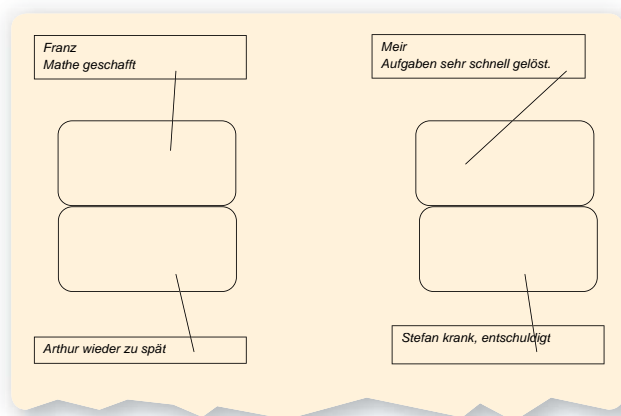 Franz
Mathe geschafft
Meir
Aufgaben sehr schnell gelöst.
Arthur wieder zu spät
Stefan krank, entschuldigt